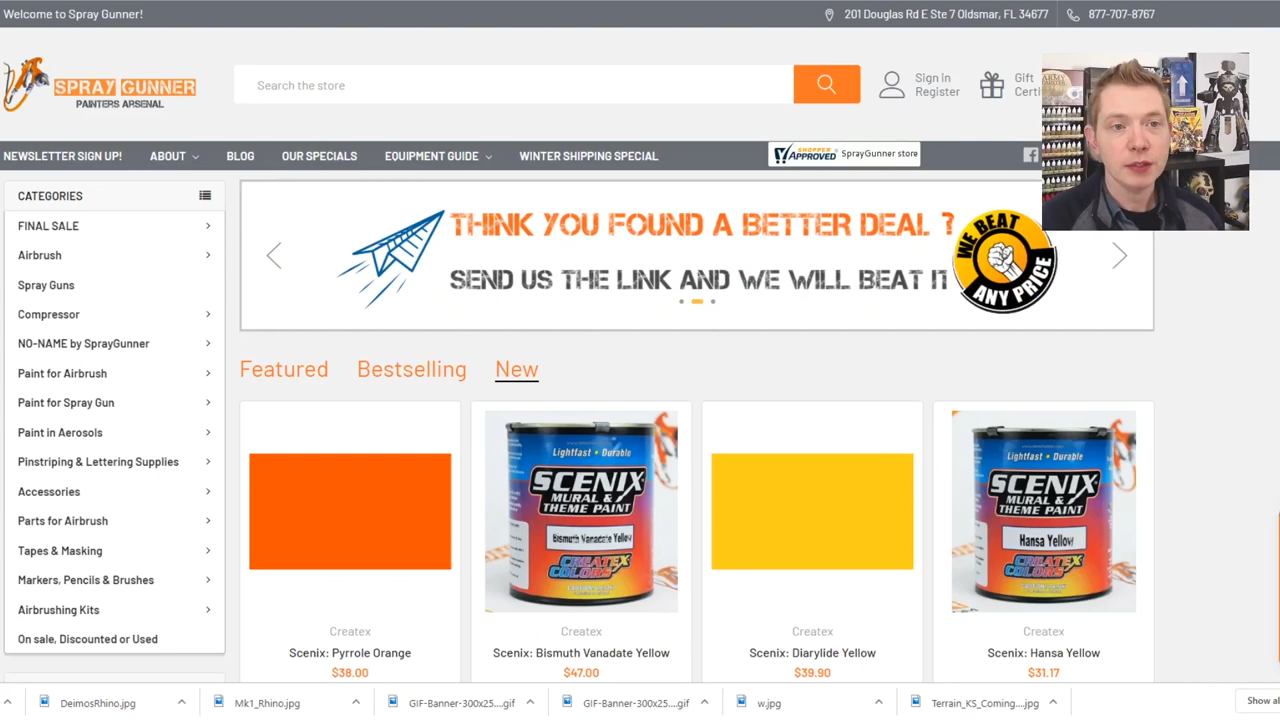 Welcome to Spray Gunner!
201 Douglas Rd E Ste 7 Oldsmar, FL 34677
877-707-8767
SPRAY GUNNER
PAINTERS ARSENAL
Search the store
Sign in
Register
Gift
Certi
NEWSLETTER SIGN UP!
ABOUT
BLOG
OUR SPECIALS
EQUIPMENT GUIDE
WINTER SHIPPING SPECIAL
SHOPPER
APPROVED
SprayGunner store
CATEGORIES
FINAL SALE
Airbrush
Spray Guns
Compressor
NO-NAME by SprayGunner
Paint for Airbrush
Paint for Spray Gun
Paint in Aerosols
Pinstriping & Lettering Supplies
Accessories
Parts for Airbrush
Tapes & Masking
Markers, Pencils & Brushes
Airbrushing Kits
On sale, Discounted or Used
THINK YOU FOUND A BETTER DEAL ?
SEND US THE LINK AND WE WILL BEAT IT
WE BEAT
ANY PRICE
Featured
Bestselling
New
Lightfast • Durable
SCENIX
MURAL &
THEME PAINT
Bismuth Vanadate Yellow
CREATEX
COLORS
Lightfast • Durable
SCENIX
MURAL &
THEME PAINT
Hansa Yellow
CREATEX
COLORS
Createx
Scenix: Pyrrole Orange
$38.00
Createx
Scenix: Bismuth Vanadate Yellow
$47.00
Createx
Scenix: Diarylide Yellow
$39.90
Createx
Scenix: Hansa Yellow
$31.17
DeimosRhino.jpg
Mk1_Rhino.jpg
GIF-Banner-300x25....gif
GIF-Banner-300x25....gif
w.jpg
Terrain_KS_Coming....jpg
Show al